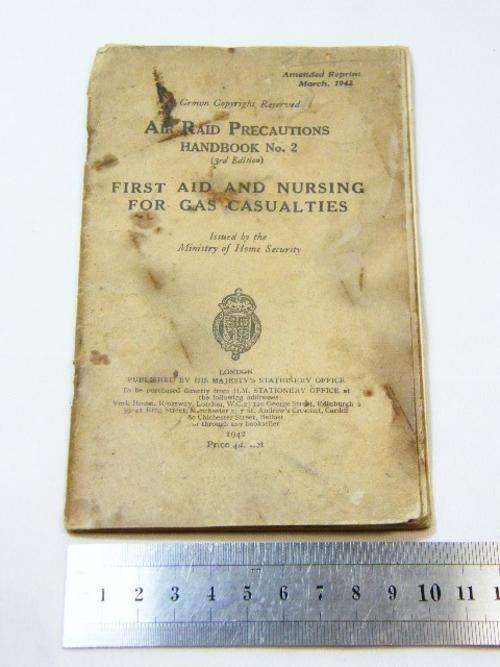 Amended Reprint
March, 1942
Crown Copyright Reserved
AIR RAID PRECAUTIONS
HANDBOOK No. 2
(3rd Edition)
FIRST AID AND NURSING
FOR GAS CASUALTIES
Issued by the
Ministry of Home Security
LONDON
PUBLISHED BY HIS MAJESTY'S STATIONERY OFFICE
To be purchased directly from H.M. STATIONERY OFFICE at
the following addresses
York House, Kingsway, London, W.C.2; 120 George Street, Edinburgh 2
39-41 King Street, Manchester 2; 1 St. Andrew's Crescent, Cardiff
80 Chichester Street, Belfast
or through any bookseller
1942
Price 4d. net
1 2 3 4 5 6 7 8 9 10 11 1